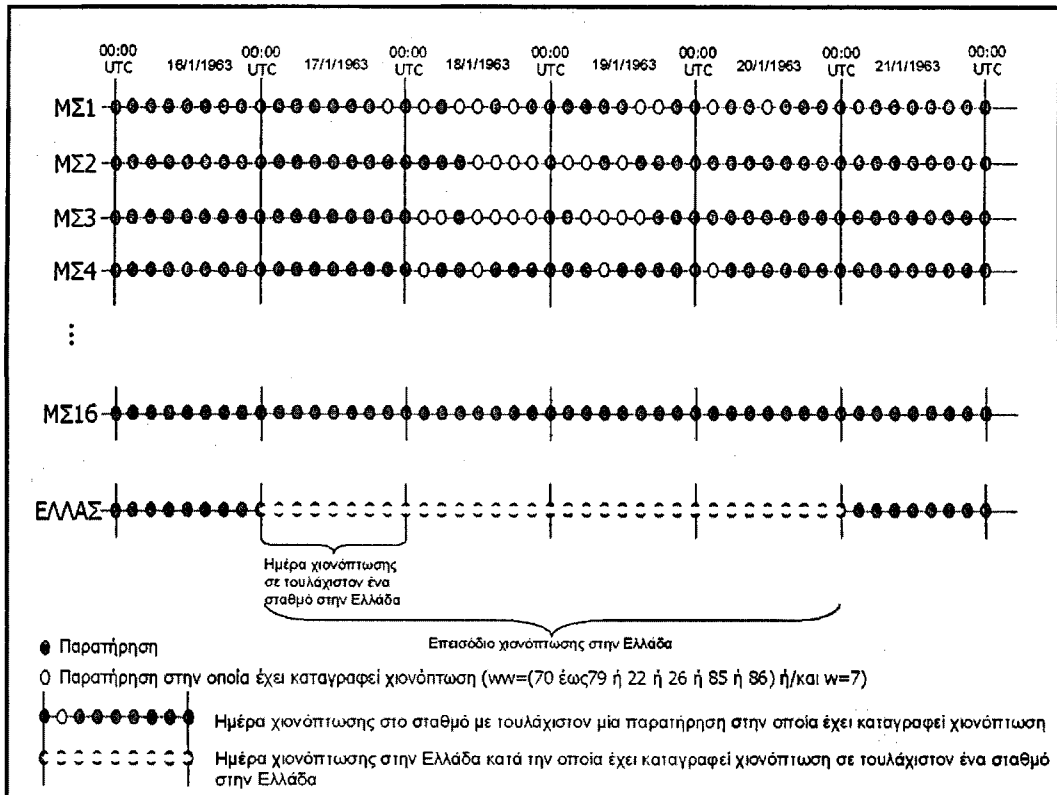 00:00 00:00 00:00 00:00 00:00 00:00 00:00
UTC 16/1/1963 UTC 17/1/1963 UTC 18/1/1963 UTC 19/1/1963 UTC 20/1/1963 UTC 21/1/1963 UTC
ΜΣ1
ΜΣ2
ΜΣ3
ΜΣ4
⋮
ΜΣ16
ΕΛΛΑΣ
Ημέρα χιονόπτωσης
σε τουλάχιστον ένα
σταθμό στην Ελλάδα
Επεισόδιο χιονόπτωσης στην Ελλάδα
Παρατήρηση
Παρατήρηση στην οποία έχει καταγραφεί χιονόπτωση (ww=(70 έως79 ή 22 ή 26 ή 85 ή 86) ή/και w=7)
Ημέρα χιονόπτωσης στο σταθμό με τουλάχιστον μία παρατήρηση στην οποία έχει καταγραφεί χιονόπτωση
Ημέρα χιονόπτωσης στην Ελλάδα κατά την οποία έχει καταγραφεί χιονόπτωση σε τουλάχιστον ένα σταθμό
στην Ελλάδα